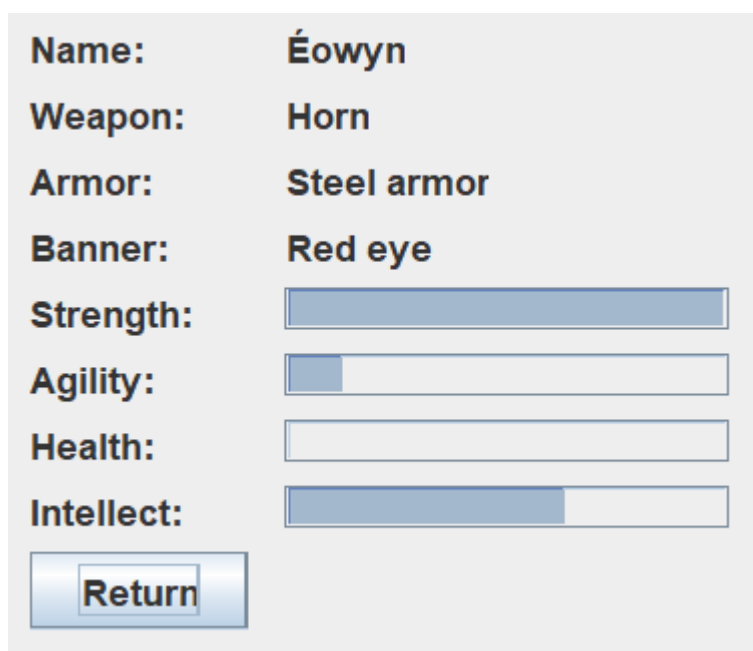 Name: Éowyn
Weapon: Horn
Armor: Steel armor
Banner: Red eye
Strength:
Agility:
Health:
Intellect:
Return